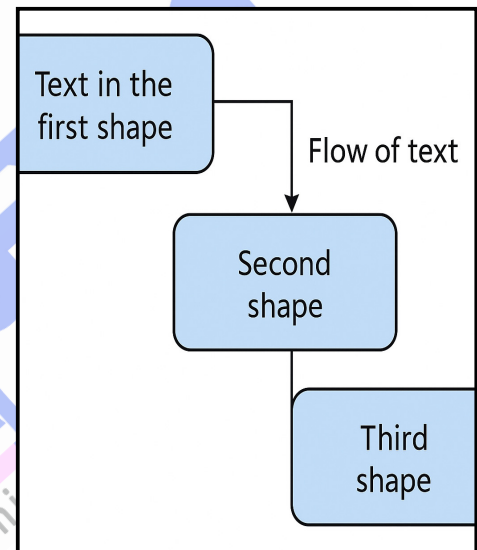 Text in the
first shape
Flow of text
Second
shape
Third
shape